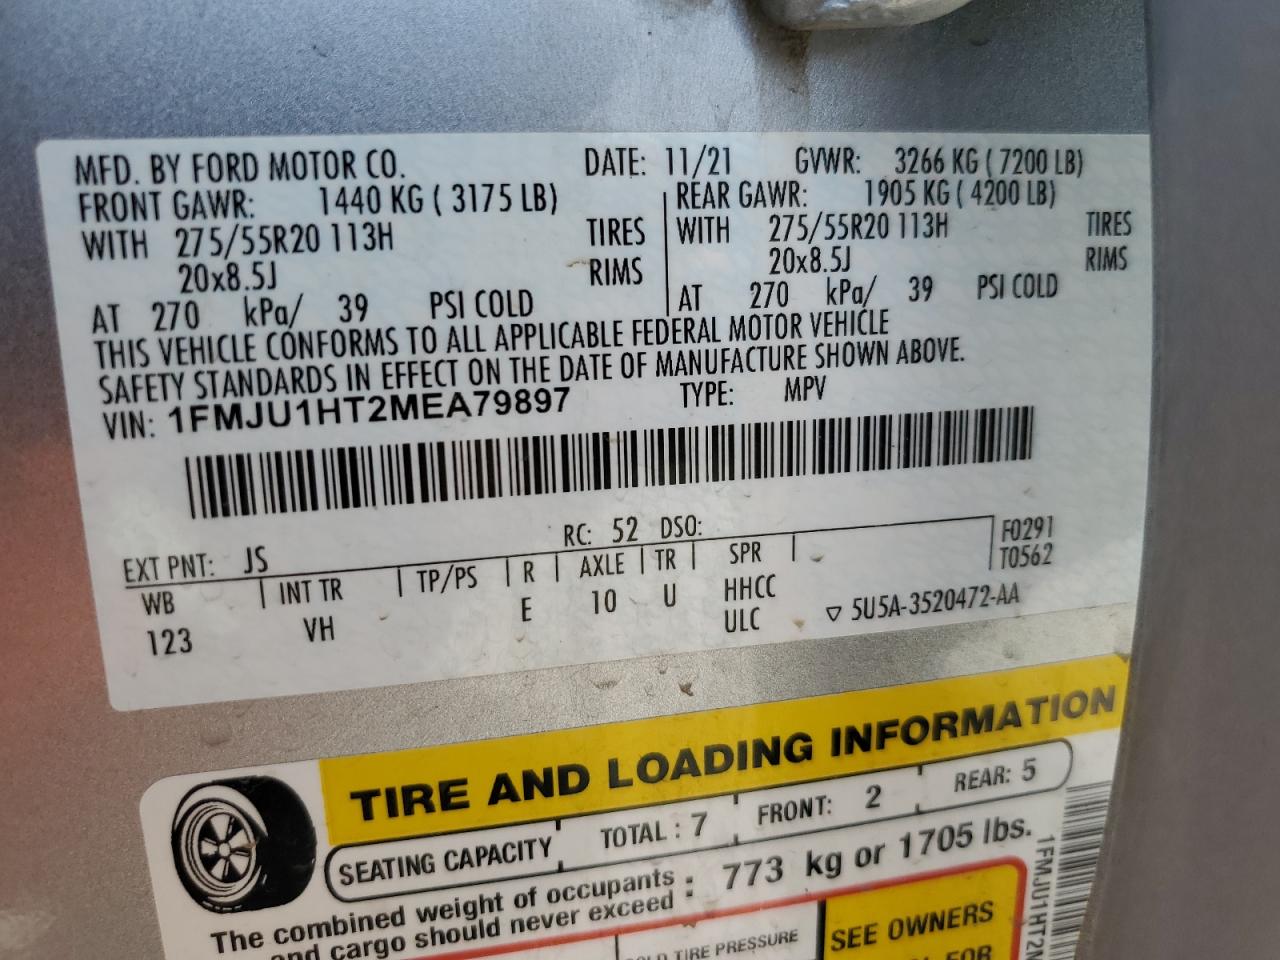 MFD. BY FORD MOTOR CO. DATE: 11/21 GVWR: 3266 KG ( 7200 LB)
FRONT GAWR: 1440 KG ( 3175 LB) REAR GAWR: 1905 KG ( 4200 LB)
WITH 275/55R20 113H TIRES WITH 275/55R20 113H TIRES
20x8.5J RIMS 20x8.5J RIMS
AT 270 kPa/ 39 PSI COLD AT 270 kPa/ 39 PSI COLD
THIS VEHICLE CONFORMS TO ALL APPLICABLE FEDERAL MOTOR VEHICLE
SAFETY STANDARDS IN EFFECT ON THE DATE OF MANUFACTURE SHOWN ABOVE.
VIN: 1FMJU1HT2MEA79897 TYPE: MPV
EXT PNT: JS RC: 52 DSO: F0291
WB INT TR TP/PS R AXLE TR SPR T0562
123 VH E 10 U HHCC
ULC ▽ 5U5A-3520472-AA
TIRE AND LOADING INFORMATION
SEATING CAPACITY TOTAL : 7 FRONT: 2 REAR: 5
The combined weight of occupants : 773 kg or 1705 lbs.
and cargo should never exceed :
TIRE PRESSURE SEE OWNERS
FOR
1FMJU1HT2M